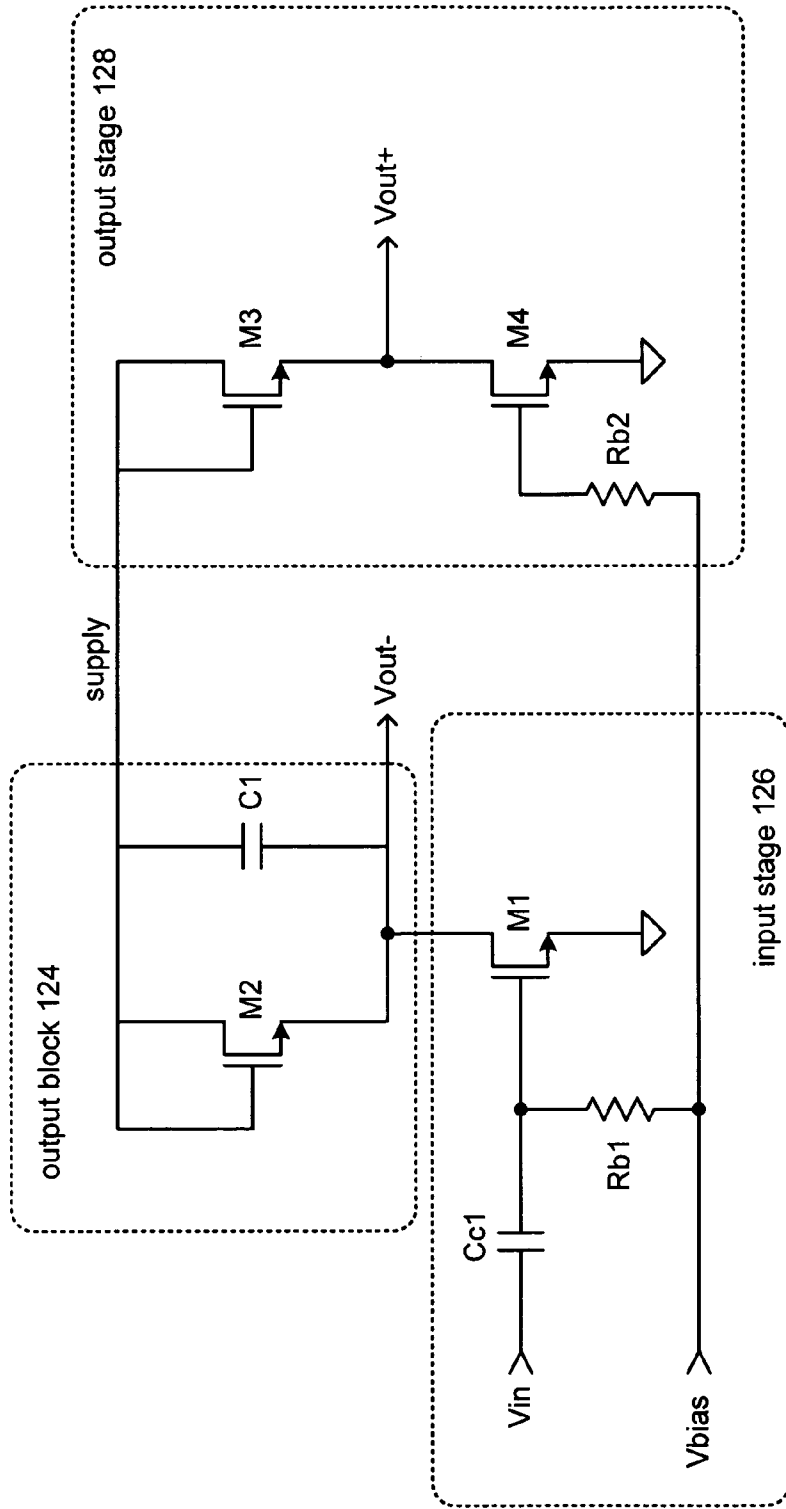 output block 124
supply
output stage 128
M2
C1
M3
Vout-
Vout+
Cc1
M1
M4
Vin
Rb1
Rb2
Vbias
input stage 126